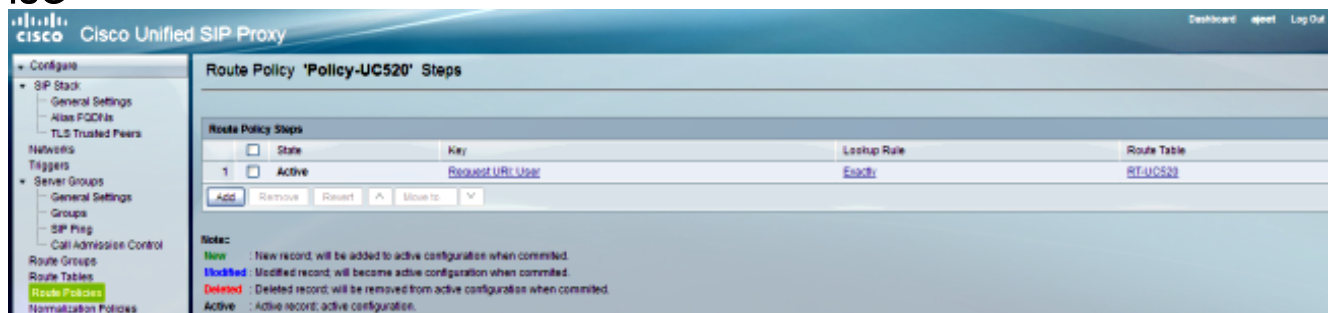 cisco Cisco Unified SIP Proxy
Dashboard ajeet Log Out
Configure
SIP Stack
General Settings
Alias FQDNs
TLS Trusted Peers
Networks
Triggers
Server Groups
General Settings
Groups
SIP Ping
Call Admission Control
Route Groups
Route Tables
Route Policies
Normalization Policies
Route Policy 'Policy-UC520' Steps
Route Policy Steps
State Key Lookup Rule Route Table
1 Active Request URI: User Exactly RT-UC520
Add Remove Revert Move to
Note:
New : New record; will be added to active configuration when commited.
Modified : Modified record; will become active configuration when commited.
Deleted : Deleted record; will be removed from active configuration when commited.
Active : Active record; active configuration.